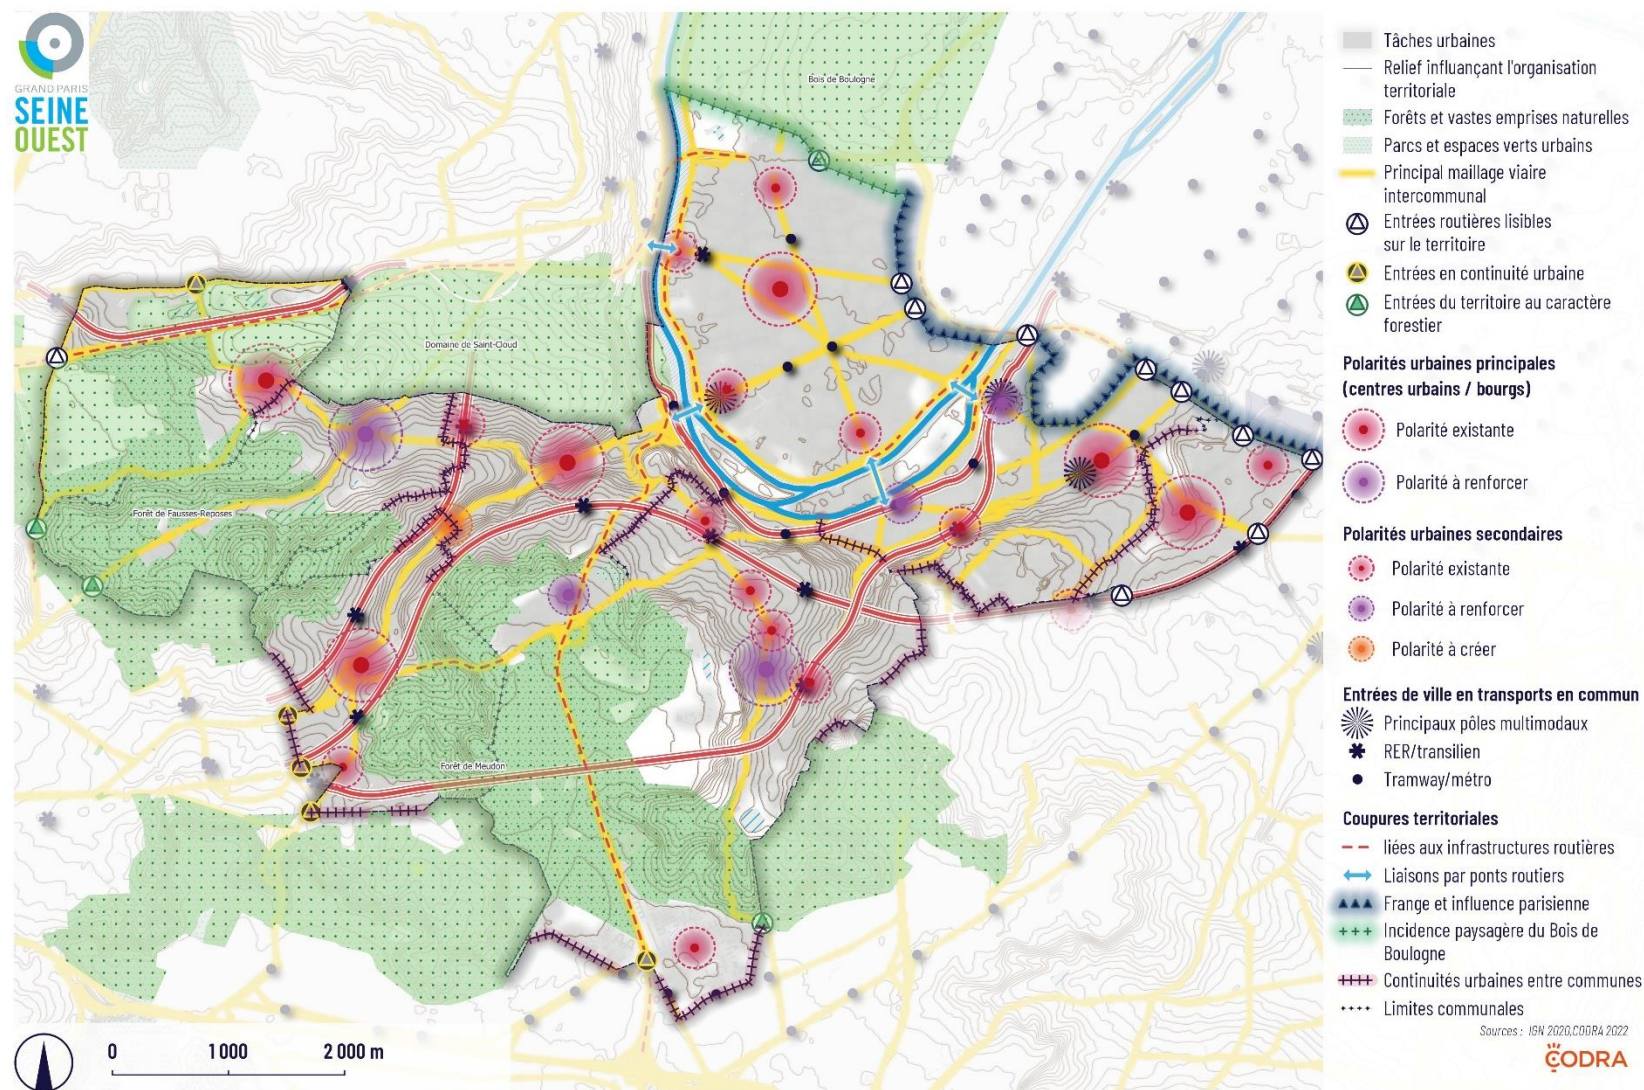 GRAND PARIS
SEINE
OUEST
Bois de Boulogne
Domaine de Saint-Cloud
Forêt de Fausses-Reposes
Forêt de Meudon
0 1 000 2 000 m
Tâches urbaines
Relief influançant l'organisation
territoriale
Forêts et vastes emprises naturelles
Parcs et espaces verts urbains
Principal maillage viaire
intercommunal
Entrées routières lisibles
sur le territoire
Entrées en continuité urbaine
Entrées du territoire au caractère
forestier
Polarités urbaines principales
(centres urbains / bourgs)
Polarité existante
Polarité à renforcer
Polarités urbaines secondaires
Polarité existante
Polarité à renforcer
Polarité à créer
Entrées de ville en transports en commun
Principaux pôles multimodaux
RER/transilien
Tramway/métro
Coupures territoriales
liées aux infrastructures routières
Liaisons par ponts routiers
Frange et influence parisienne
Incidence paysagère du Bois de
Boulogne
Continuités urbaines entre communes
Limites communales
Sources : IGN 2020,CODRA 2022
CODRA